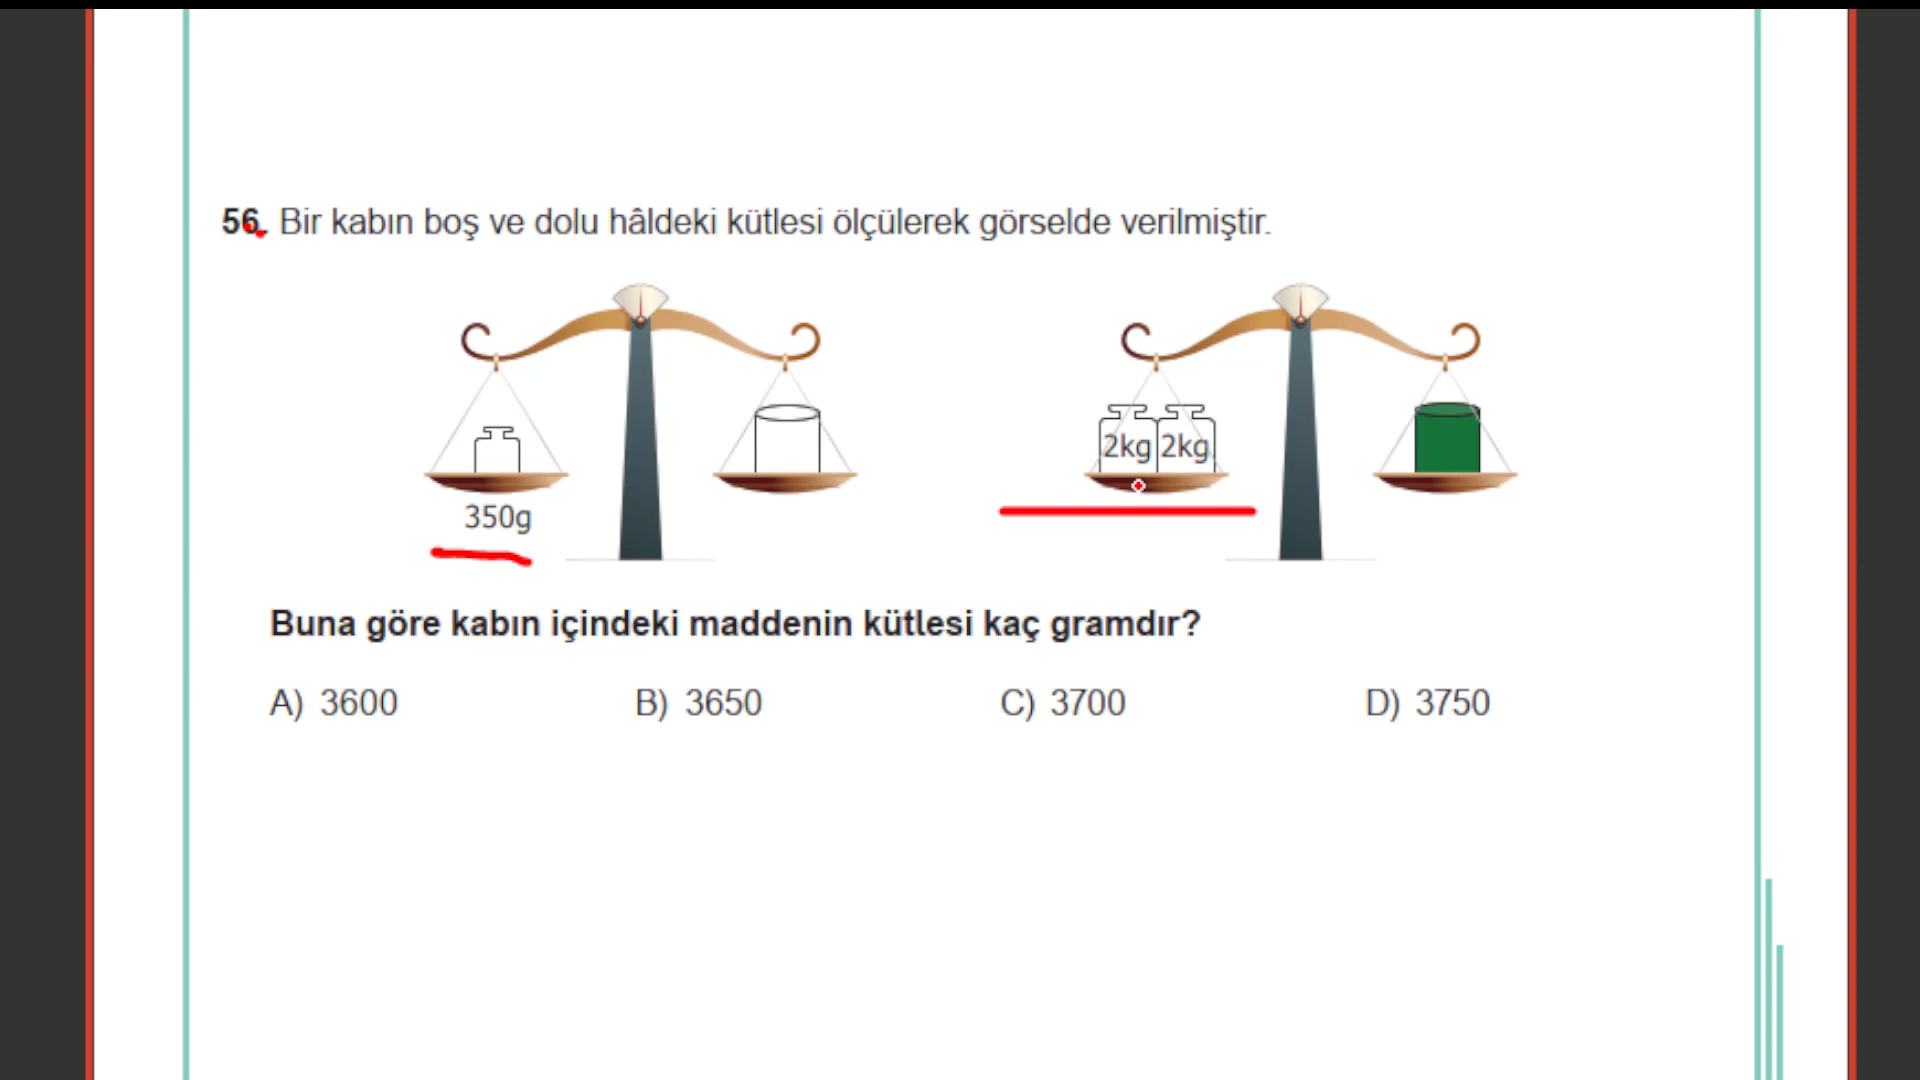 56. Bir kabın boş ve dolu hâldeki kütlesi ölçülerek görselde verilmiştir.
2kg 2kg
350g
Buna göre kabın içindeki maddenin kütlesi kaç gramdır?
A) 3600 B) 3650 C) 3700 D) 3750